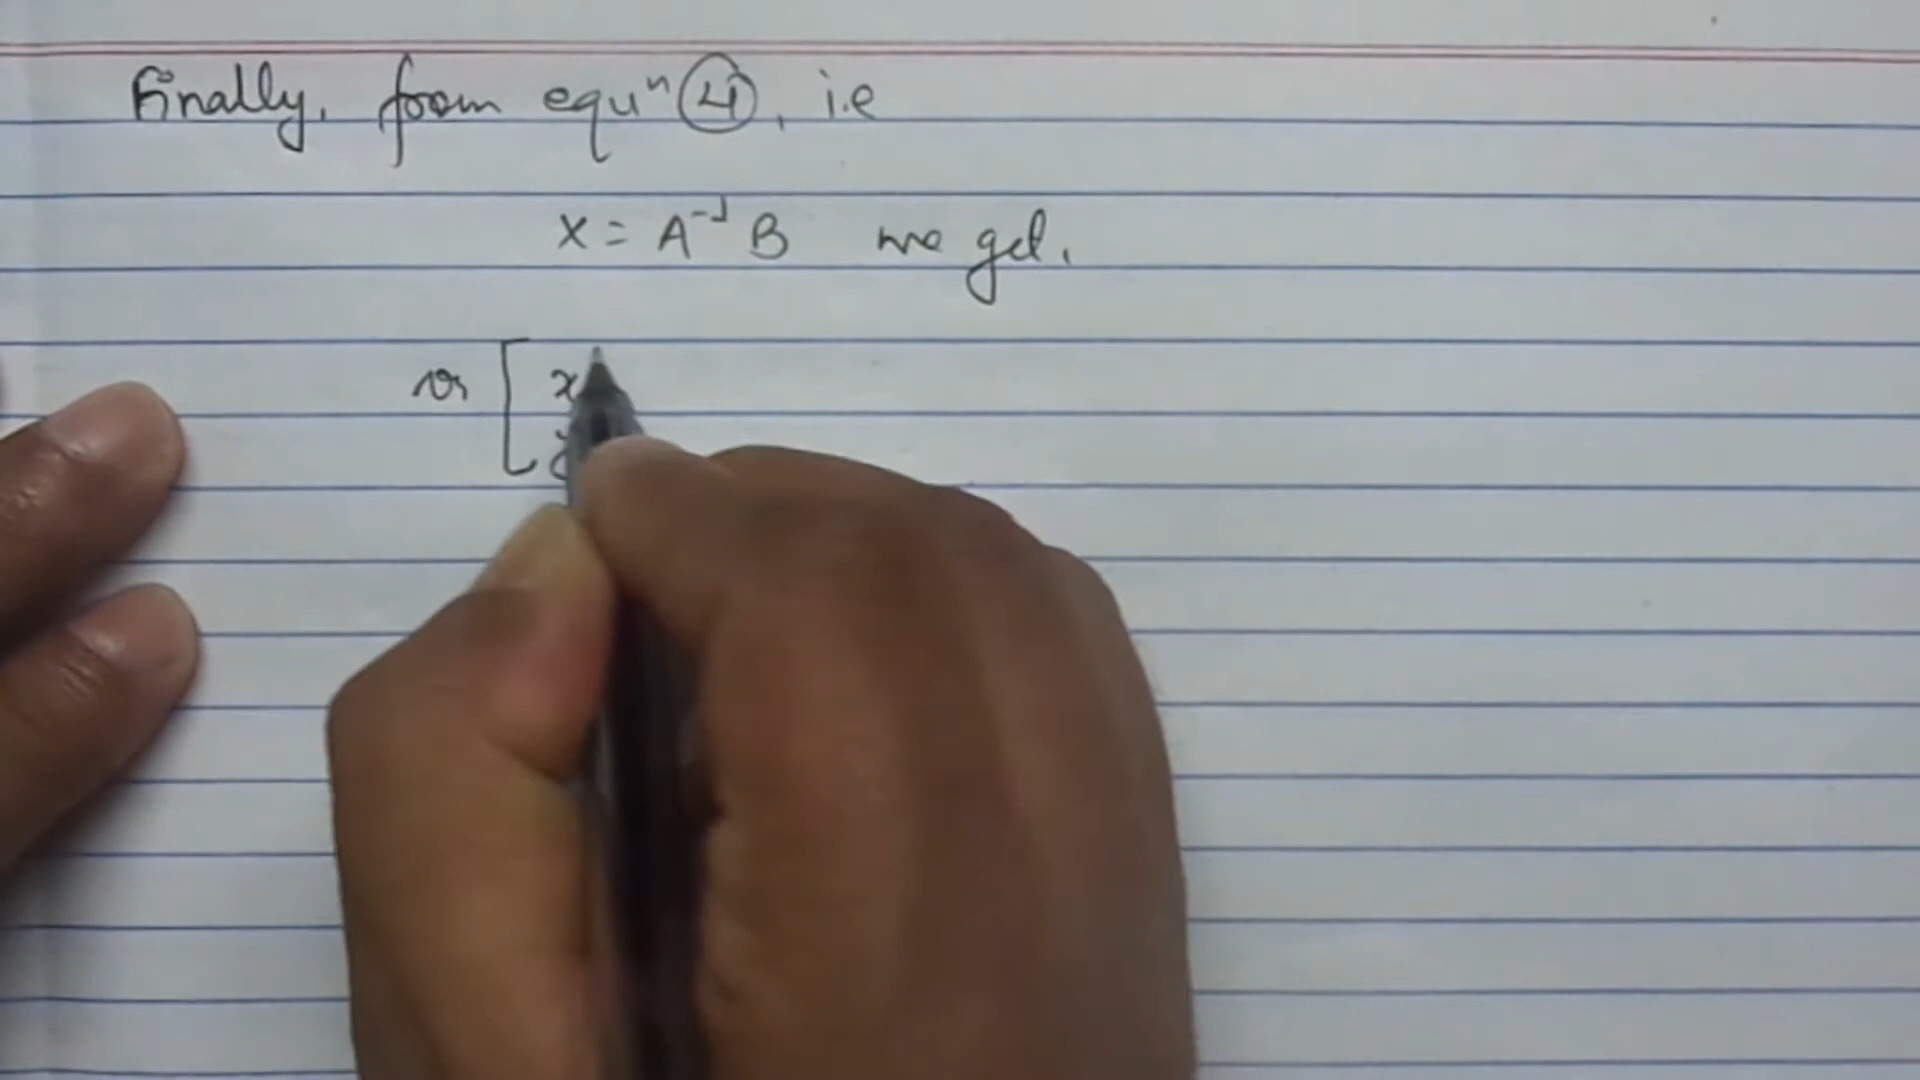 Finally, from equⁿ ④, i.e
X = A⁻¹ B we get,
or [ x
y